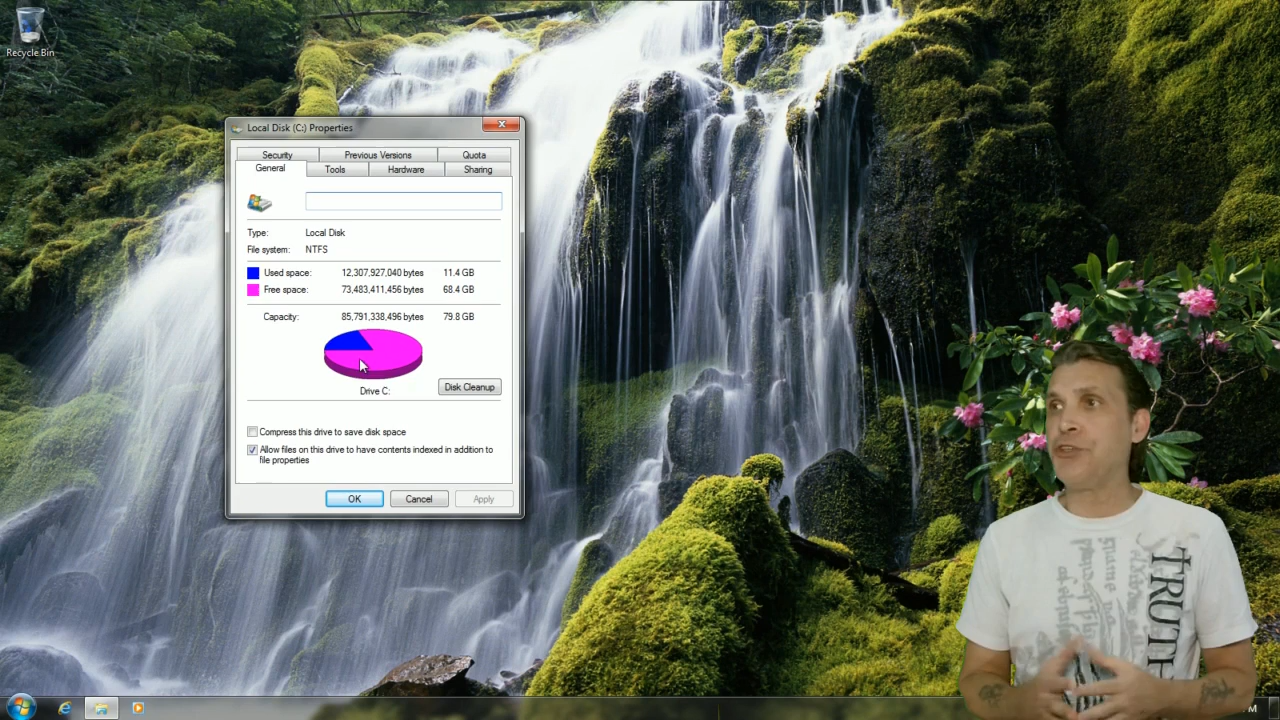 Recycle Bin
Local Disk (C:) Properties
Security Previous Versions Quota
General Tools Hardware Sharing
Type: Local Disk
File system: NTFS
Used space: 12,307,927,040 bytes 11.4 GB
Free space: 73,483,411,456 bytes 68.4 GB
Capacity: 85,791,338,496 bytes 79.8 GB
Drive C:
Disk Cleanup
Compress this drive to save disk space
Allow files on this drive to have contents indexed in addition to
file properties
OK Cancel Apply
TRUTH